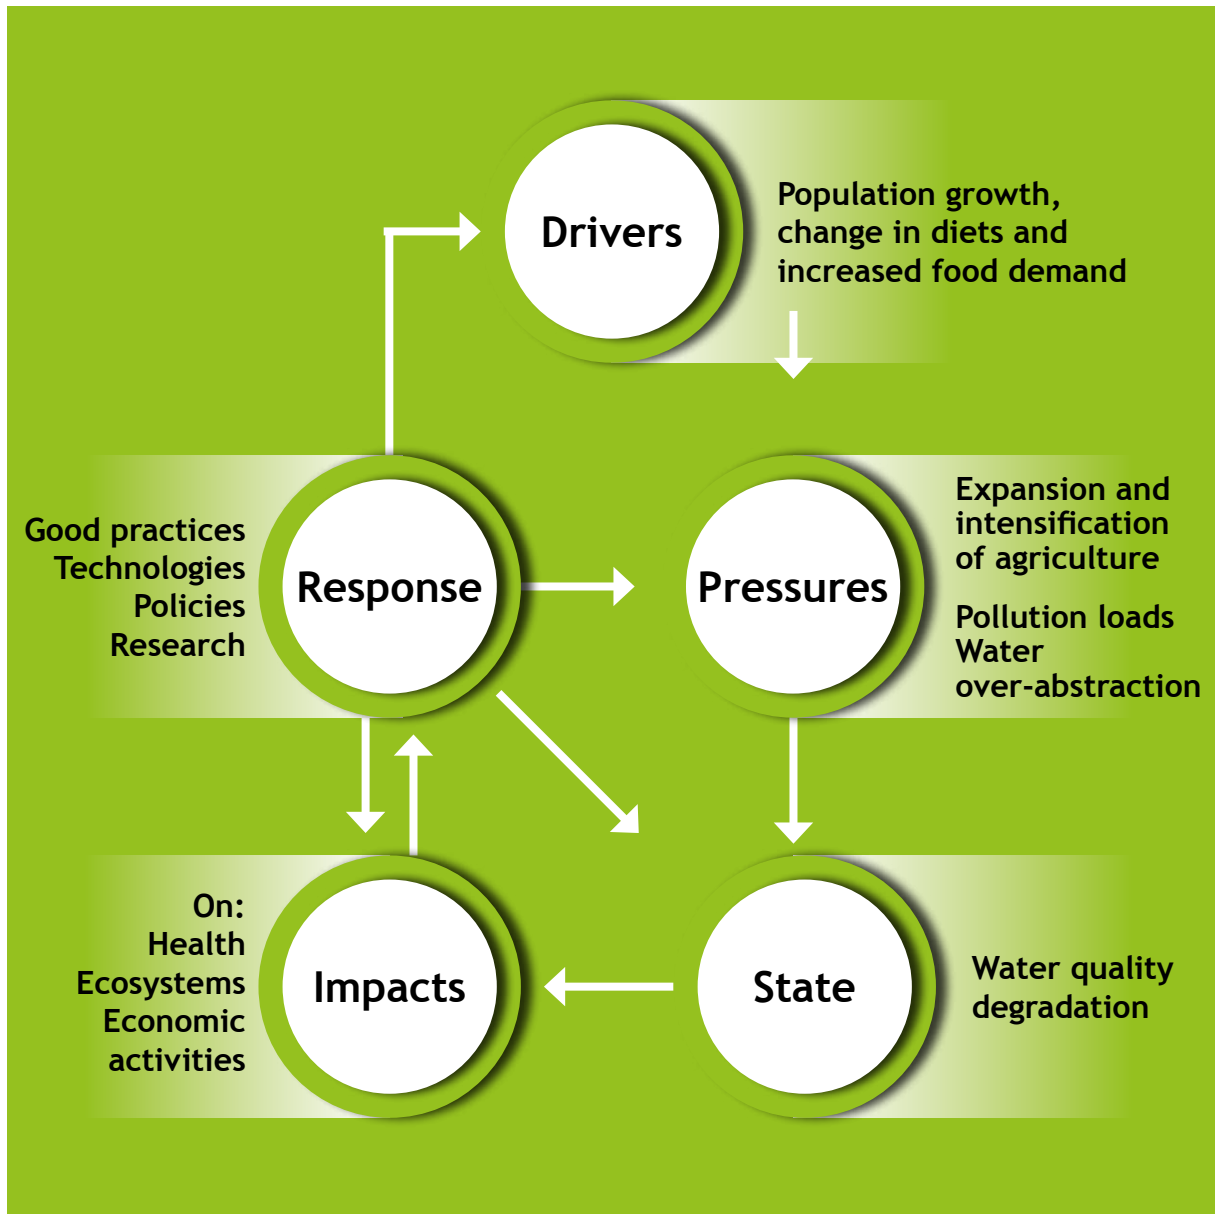 Drivers
Population growth,
change in diets and
increased food demand
Good practices
Technologies
Policies
Research
Response
Pressures
Expansion and
intensification
of agriculture
Pollution loads
Water
over-abstraction
On:
Health
Ecosystems
Economic
activities
Impacts
State
Water quality
degradation